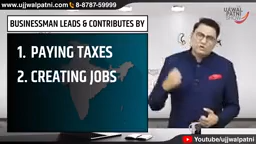 www.ujjwalpatni.com 8-8787-59999
BUSINESSMAN LEADS & CONTRIBUTES BY
1. PAYING TAXES
2. CREATING JOBS
UJJWAL
PATNI
Youtube/ujjwalpatni